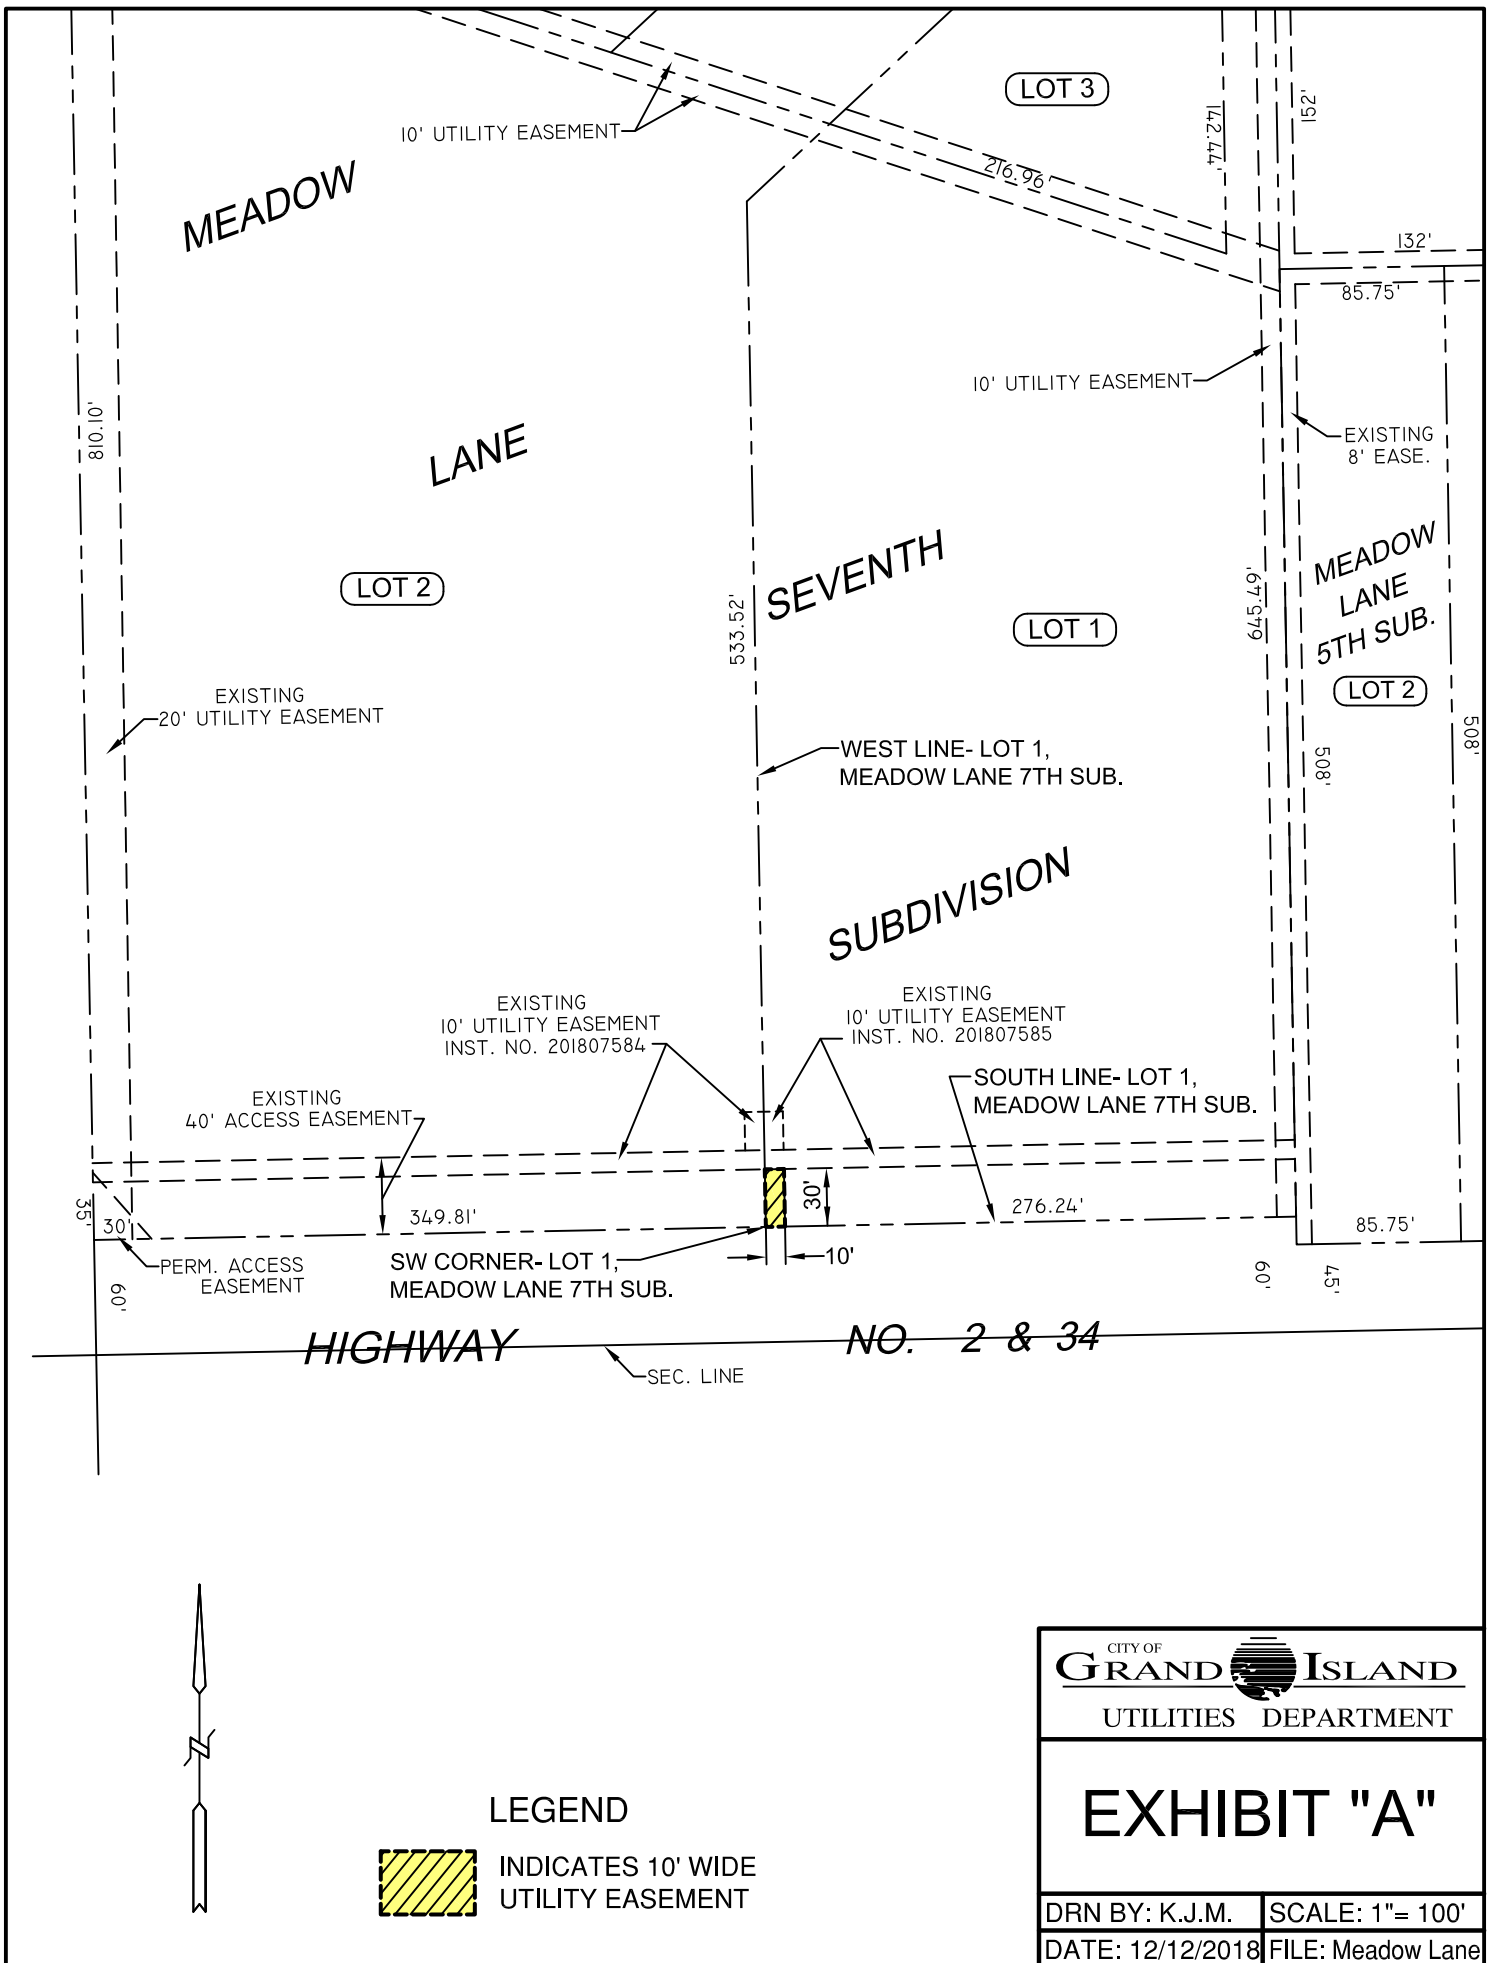 LOT 3
152'
142.44'
10' UTILITY EASEMENT
216.96'
MEADOW
132'
85.75'
10' UTILITY EASEMENT
810.10'
EXISTING
8' EASE.
LANE
MEADOW
LANE
5TH SUB.
SEVENTH
LOT 2
533.52'
LOT 1
645.49'
LOT 2
EXISTING
20' UTILITY EASEMENT
508'
508'
WEST LINE- LOT 1,
MEADOW LANE 7TH SUB.
SUBDIVISION
EXISTING
10' UTILITY EASEMENT
INST. NO. 201807584
EXISTING
10' UTILITY EASEMENT
INST. NO. 201807585
SOUTH LINE- LOT 1,
MEADOW LANE 7TH SUB.
EXISTING
40' ACCESS EASEMENT
35'
30'
349.81'
30'
276.24'
85.75'
10'
SW CORNER- LOT 1,
MEADOW LANE 7TH SUB.
PERM. ACCESS
EASEMENT
60'
60'
45'
HIGHWAY NO. 2 & 34
SEC. LINE
N
LEGEND
INDICATES 10' WIDE
UTILITY EASEMENT
CITY OF
GRAND ISLAND
UTILITIES DEPARTMENT
EXHIBIT "A"
DRN BY: K.J.M.
SCALE: 1"= 100'
DATE: 12/12/2018
FILE: Meadow Lane